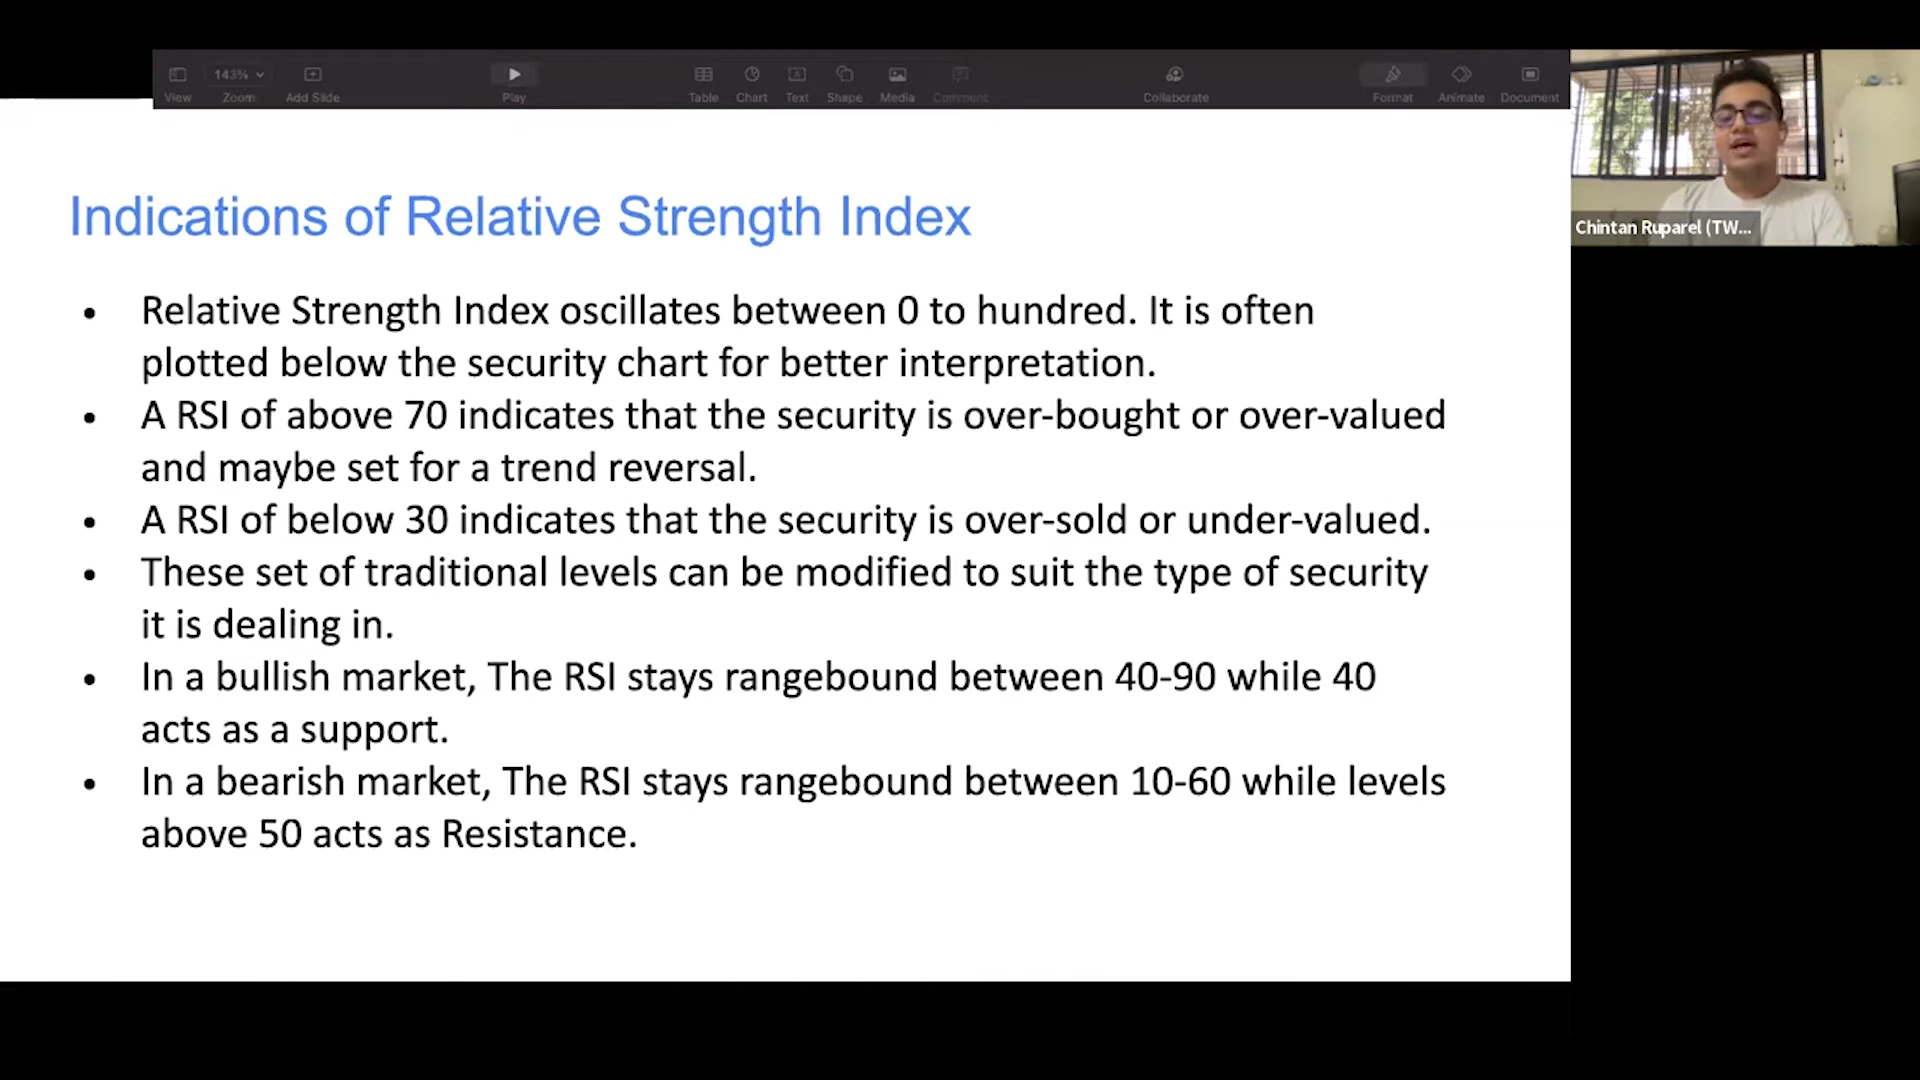 143%
View
Zoom
Add Slide
Play
Table
Chart
Text
Shape
Media
Comment
Collaborate
Format
Animate
Document
Chintan Ruparel (TW...
Indications of Relative Strength Index
• Relative Strength Index oscillates between 0 to hundred. It is often
plotted below the security chart for better interpretation.
• A RSI of above 70 indicates that the security is over-bought or over-valued
and maybe set for a trend reversal.
• A RSI of below 30 indicates that the security is over-sold or under-valued.
• These set of traditional levels can be modified to suit the type of security
it is dealing in.
• In a bullish market, The RSI stays rangebound between 40-90 while 40
acts as a support.
• In a bearish market, The RSI stays rangebound between 10-60 while levels
above 50 acts as Resistance.